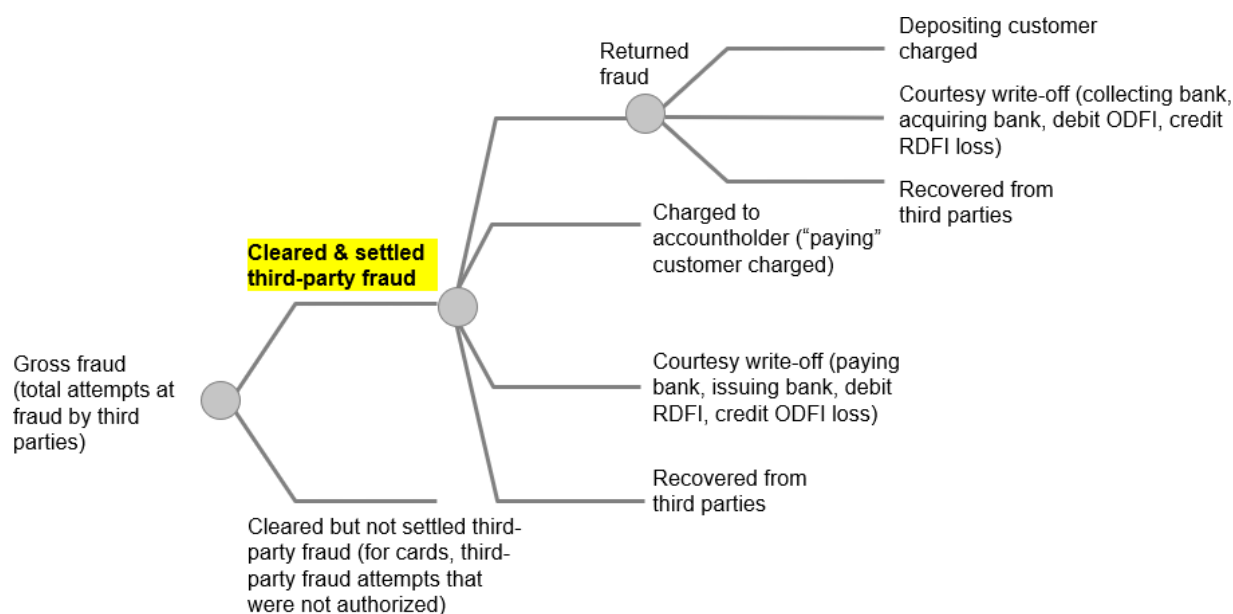 Depositing customer
charged
Returned
fraud
Courtesy write-off (collecting bank,
acquiring bank, debit ODFI, credit
RDFI loss)
Recovered from
third parties
Charged to
accountholder (“paying”
customer charged)
Cleared & settled
third-party fraud
Gross fraud
(total attempts at
fraud by third
parties)
Courtesy write-off (paying
bank, issuing bank, debit
RDFI, credit ODFI loss)
Recovered from
third parties
Cleared but not settled third-
party fraud (for cards, third-
party fraud attempts that
were not authorized)